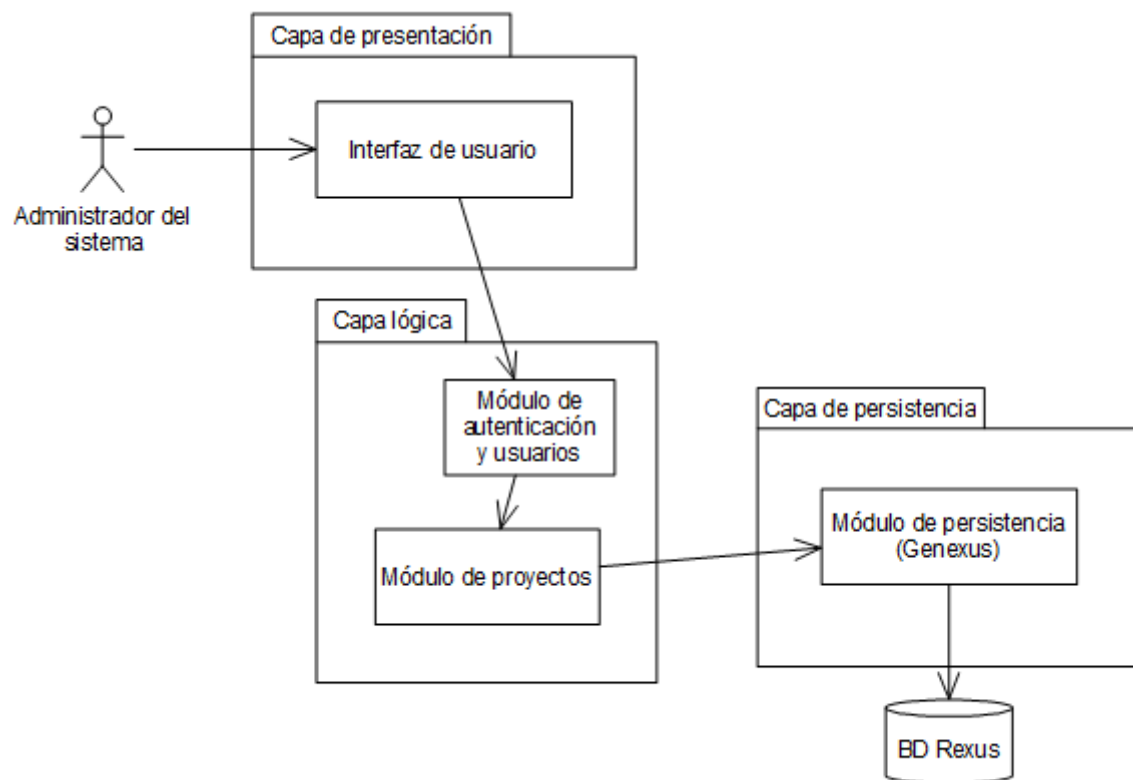 Capa de presentación
Interfaz de usuario
Administrador del
sistema
Capa lógica
Módulo de
autenticación
y usuarios
Módulo de proyectos
Capa de persistencia
Módulo de persistencia
(Genexus)
BD Rexus